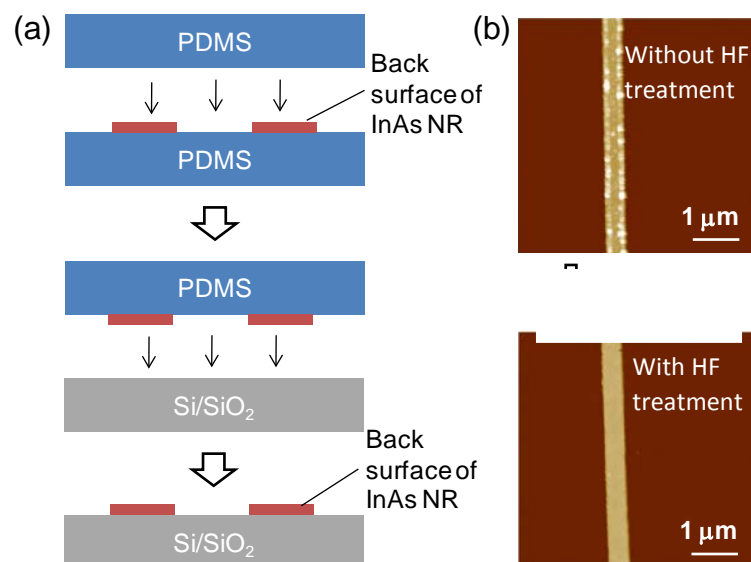 (a)
PDMS
Back
surface of
InAs NR
PDMS
PDMS
Si/SiO₂
Back
surface of
InAs NR
Si/SiO₂
(b)
Without HF
treatment
1 μm
With HF
treatment
1 μm